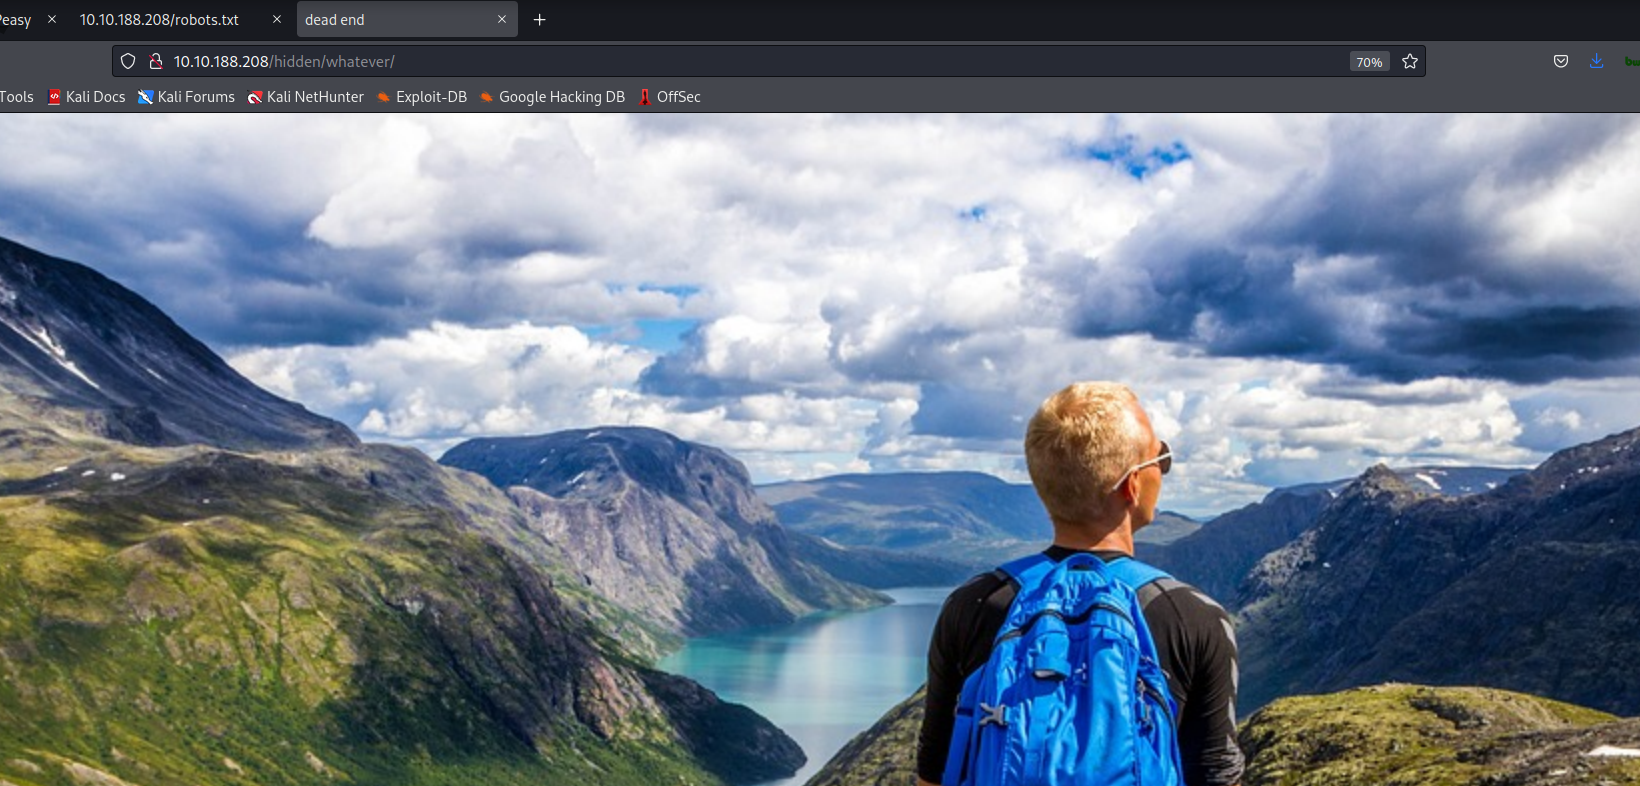 Peasy 10.10.188.208/robots.txt dead end
10.10.188.208/hidden/whatever/ 70%
Tools Kali Docs Kali Forums Kali NetHunter Exploit-DB Google Hacking DB OffSec